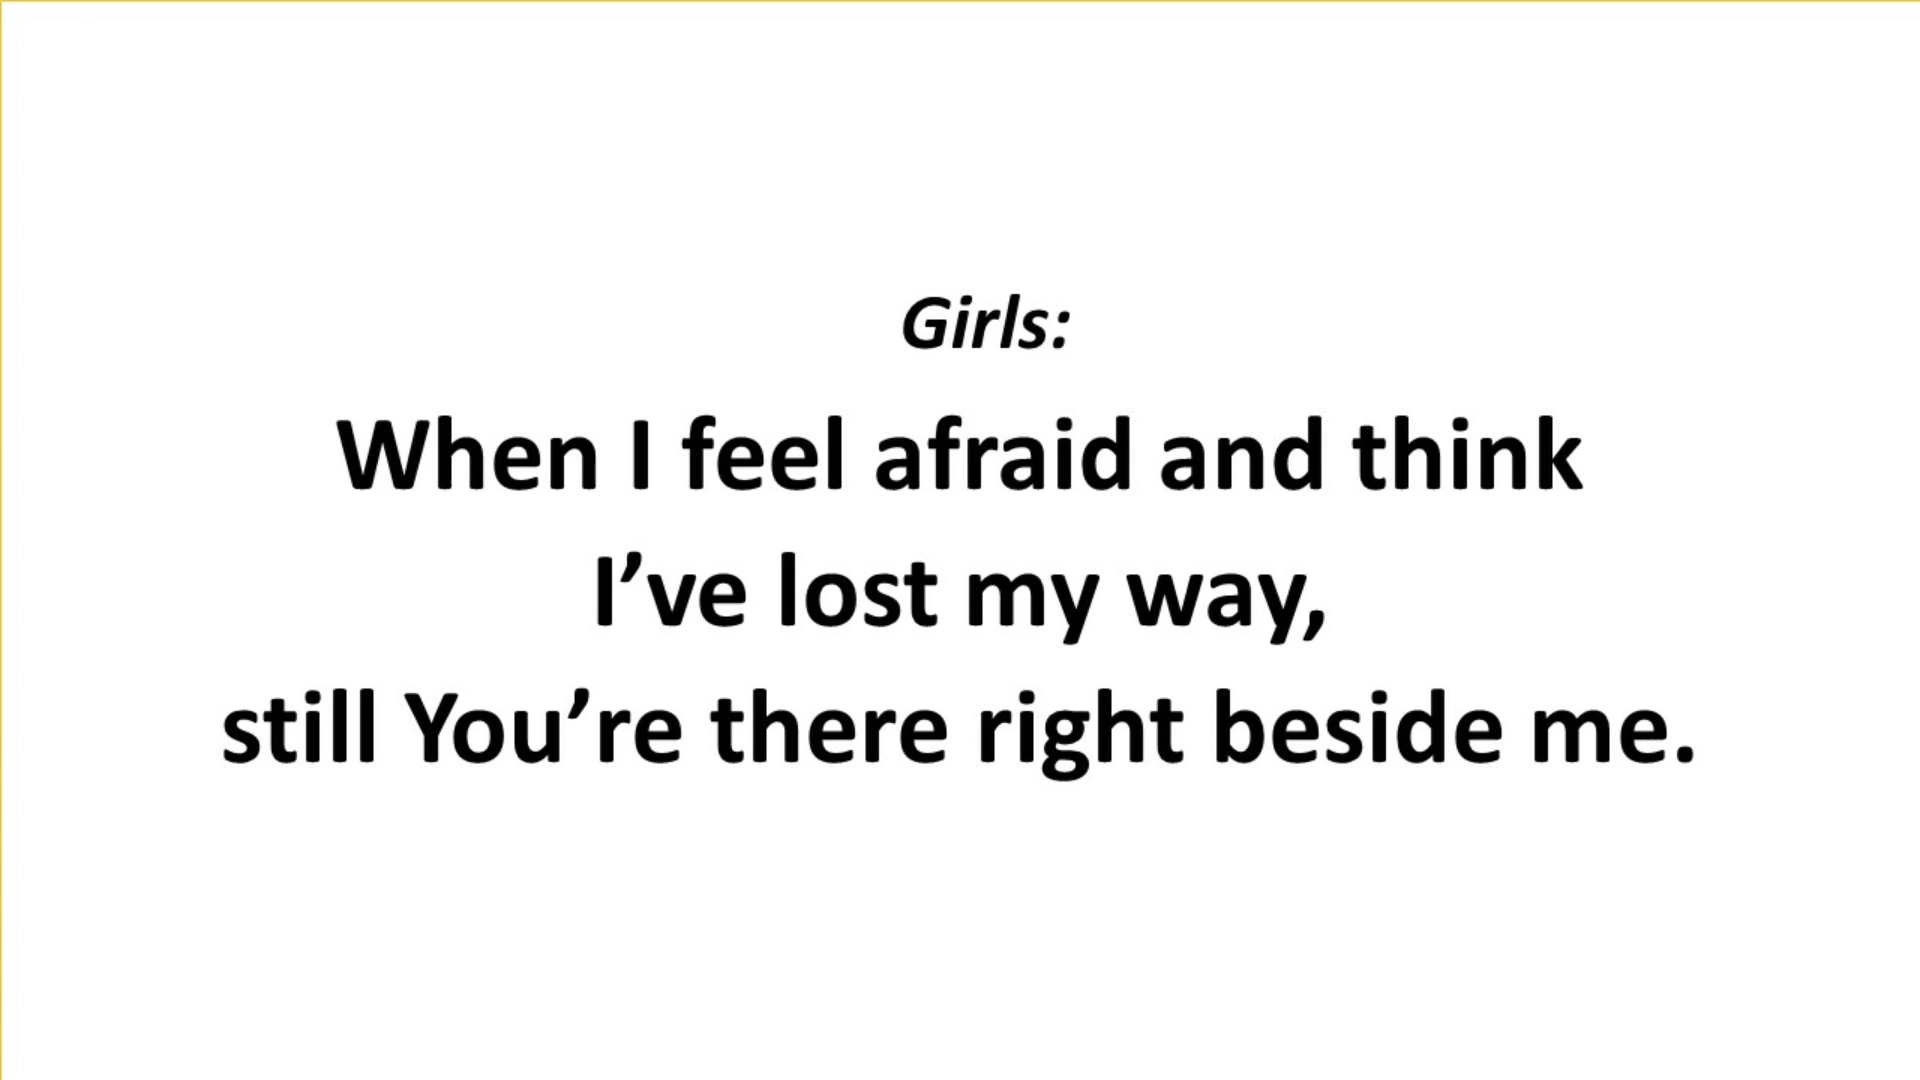 Girls:
When I feel afraid and think
I’ve lost my way,
still You’re there right beside me.